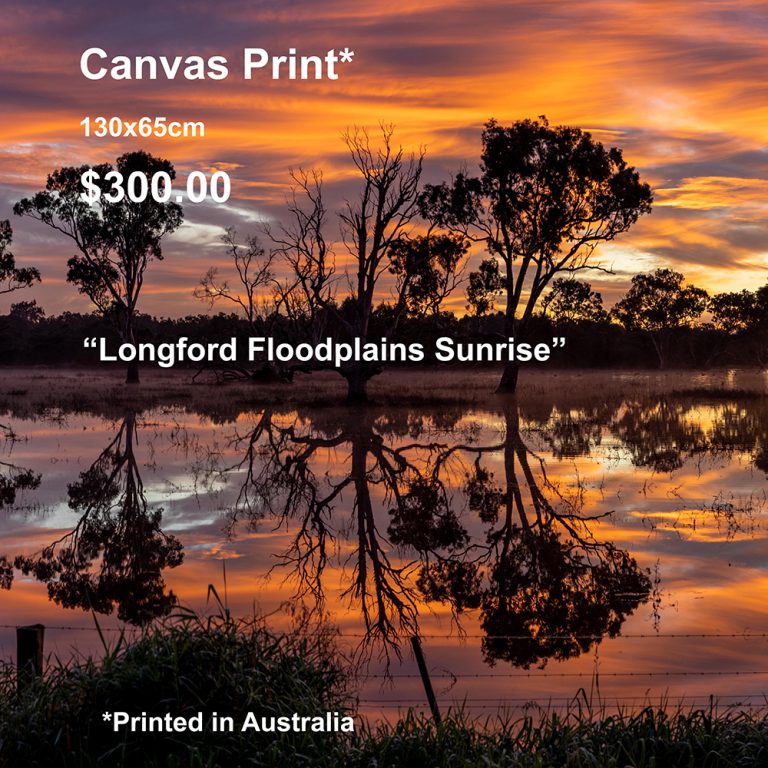 Canvas Print*
130x65cm
$300.00
“Longford Floodplains Sunrise”
*Printed in Australia